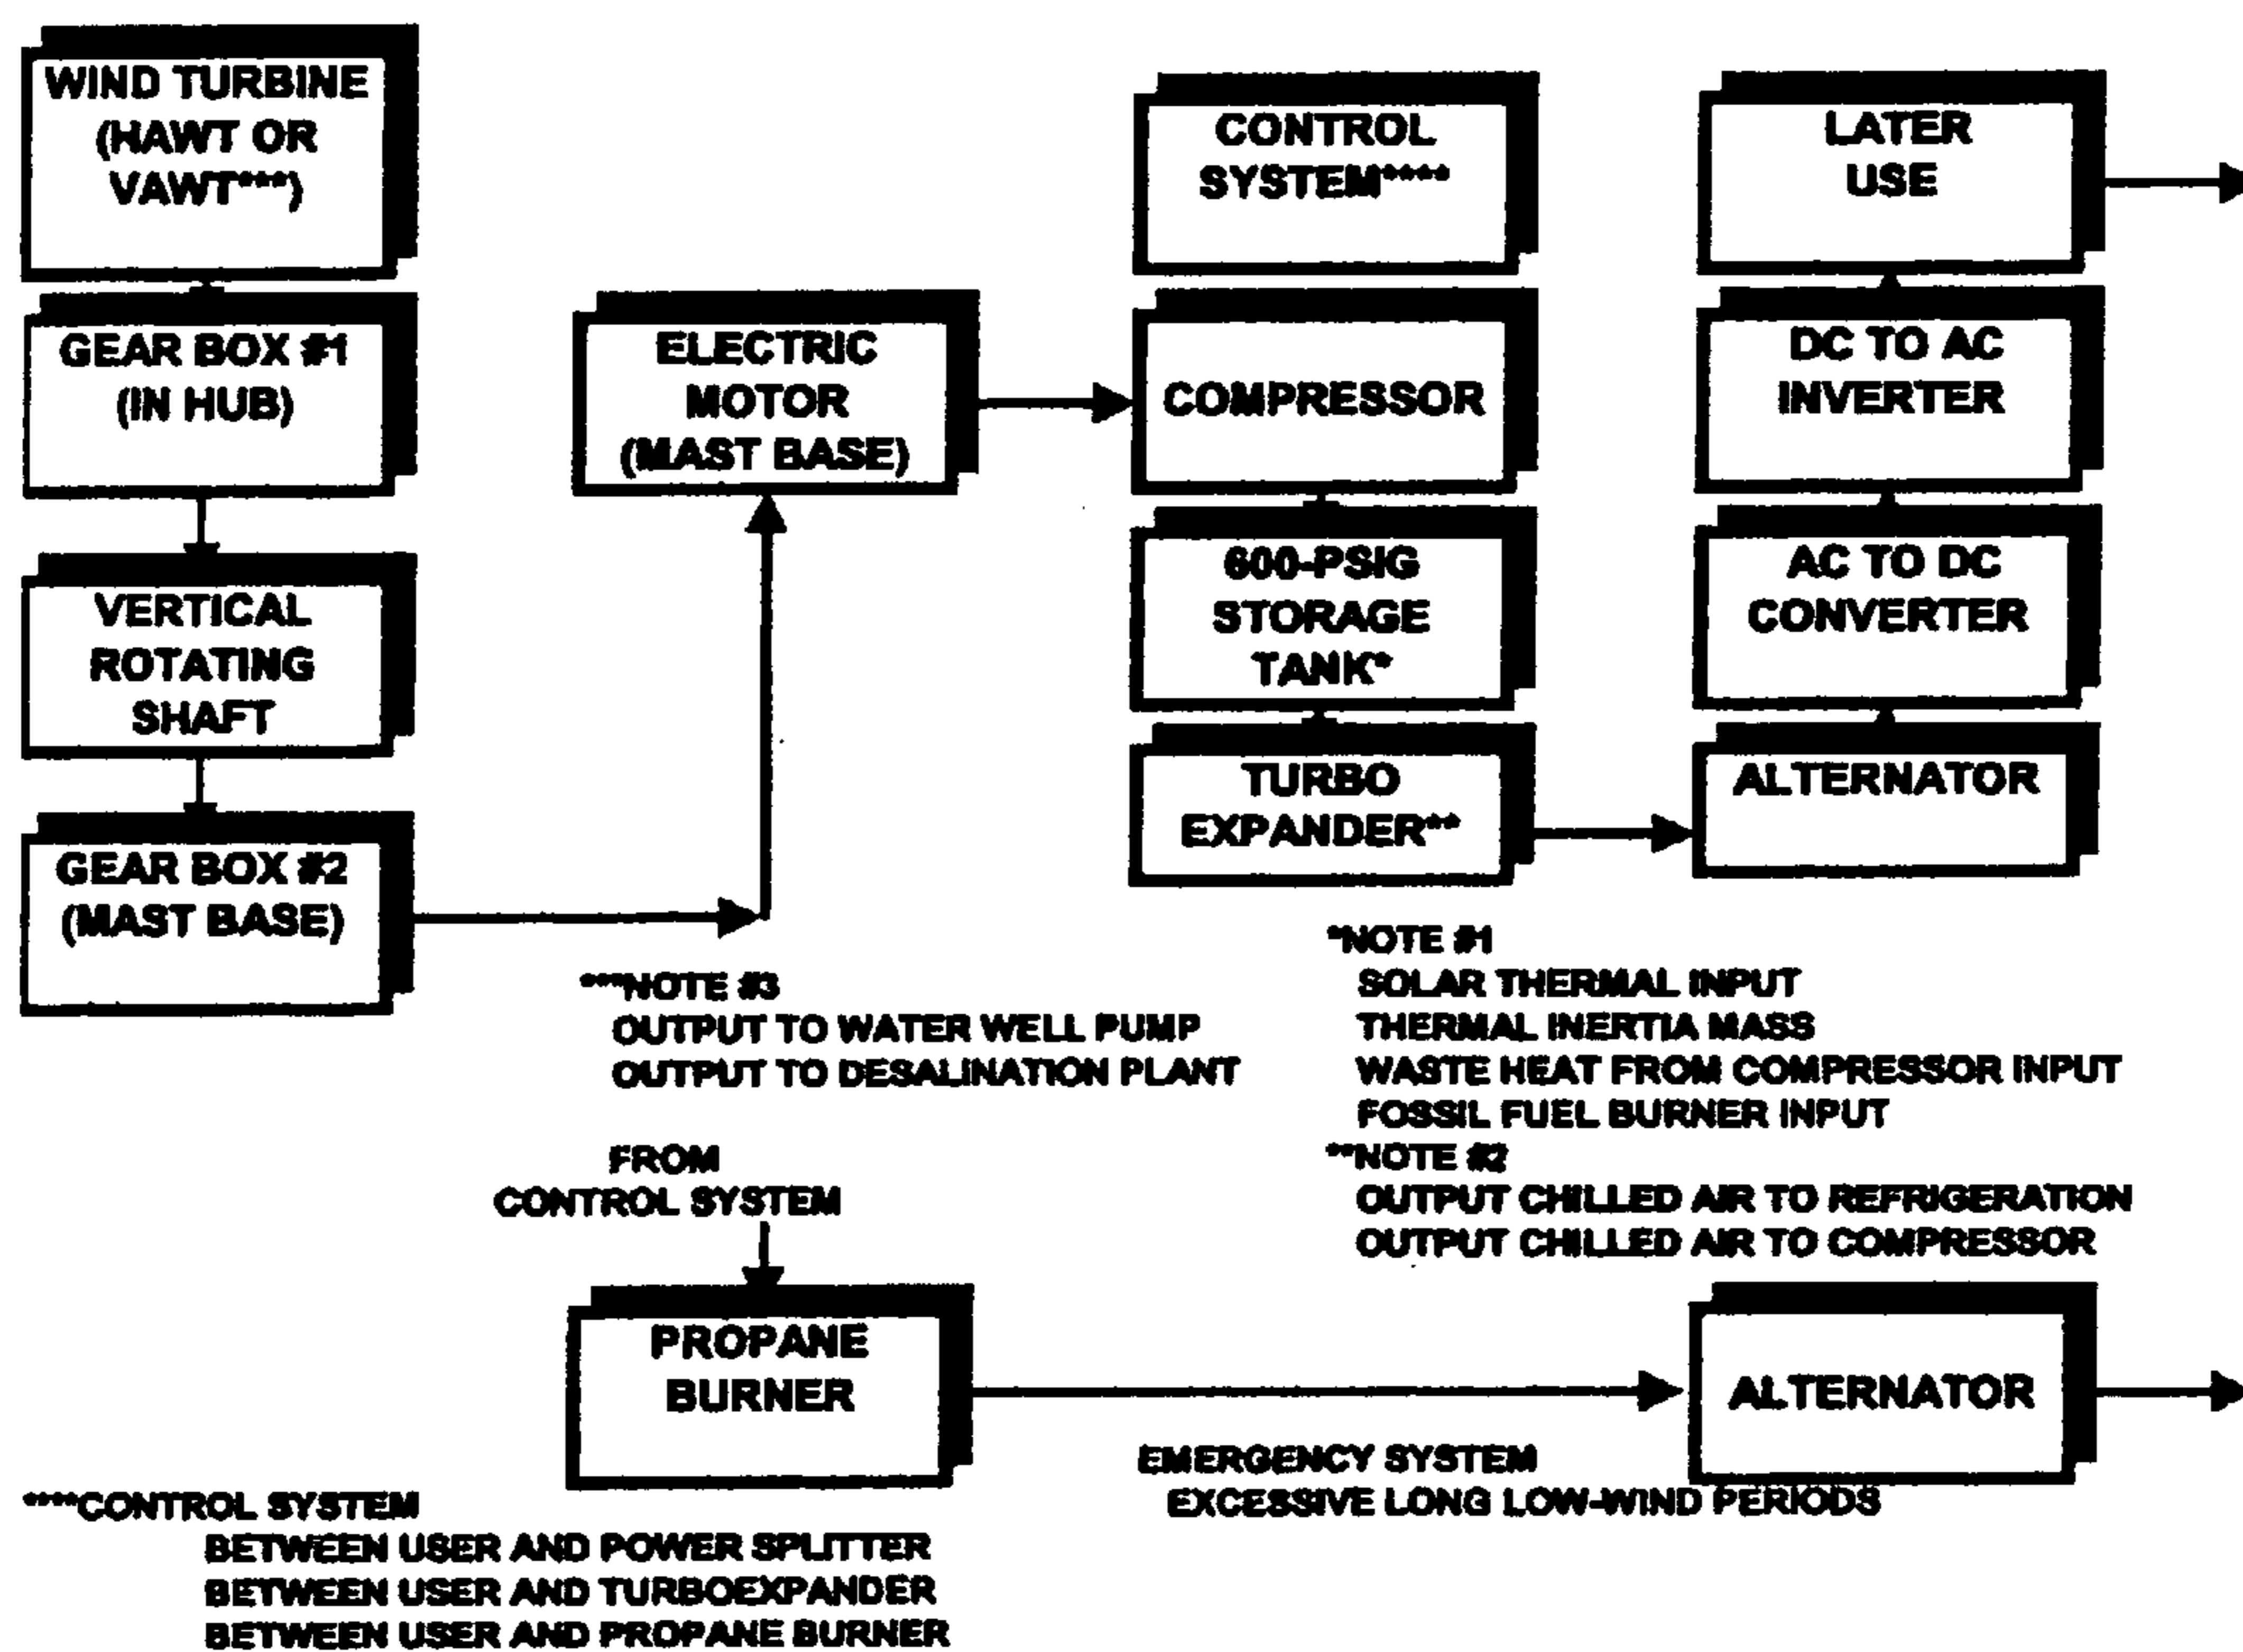 WIND TURBINE
(HAWT OR
VAWT***)
GEAR BOX #1
(IN HUB)
VERTICAL
ROTATING
SHAFT
GEAR BOX #2
(MAST BASE)
ELECTRIC
MOTOR
(MAST BASE)
CONTROL
SYSTEM****
COMPRESSOR
600-PSIG
STORAGE
TANK*
TURBO
EXPANDER**
LATER
USE
DC TO AC
INVERTER
AC TO DC
CONVERTER
ALTERNATOR
***NOTE #3
OUTPUT TO WATER WELL PUMP
OUTPUT TO DESALINATION PLANT
*NOTE #1
SOLAR THERMAL INPUT
THERMAL INERTIA MASS
WASTE HEAT FROM COMPRESSOR INPUT
FOSSIL FUEL BURNER INPUT
**NOTE #2
OUTPUT CHILLED AIR TO REFRIGERATION
OUTPUT CHILLED AIR TO COMPRESSOR
FROM
CONTROL SYSTEM
PROPANE
BURNER
ALTERNATOR
EMERGENCY SYSTEM
EXCESSIVE LONG LOW-WIND PERIODS
****CONTROL SYSTEM
BETWEEN USER AND POWER SPLITTER
BETWEEN USER AND TURBOEXPANDER
BETWEEN USER AND PROPANE BURNER